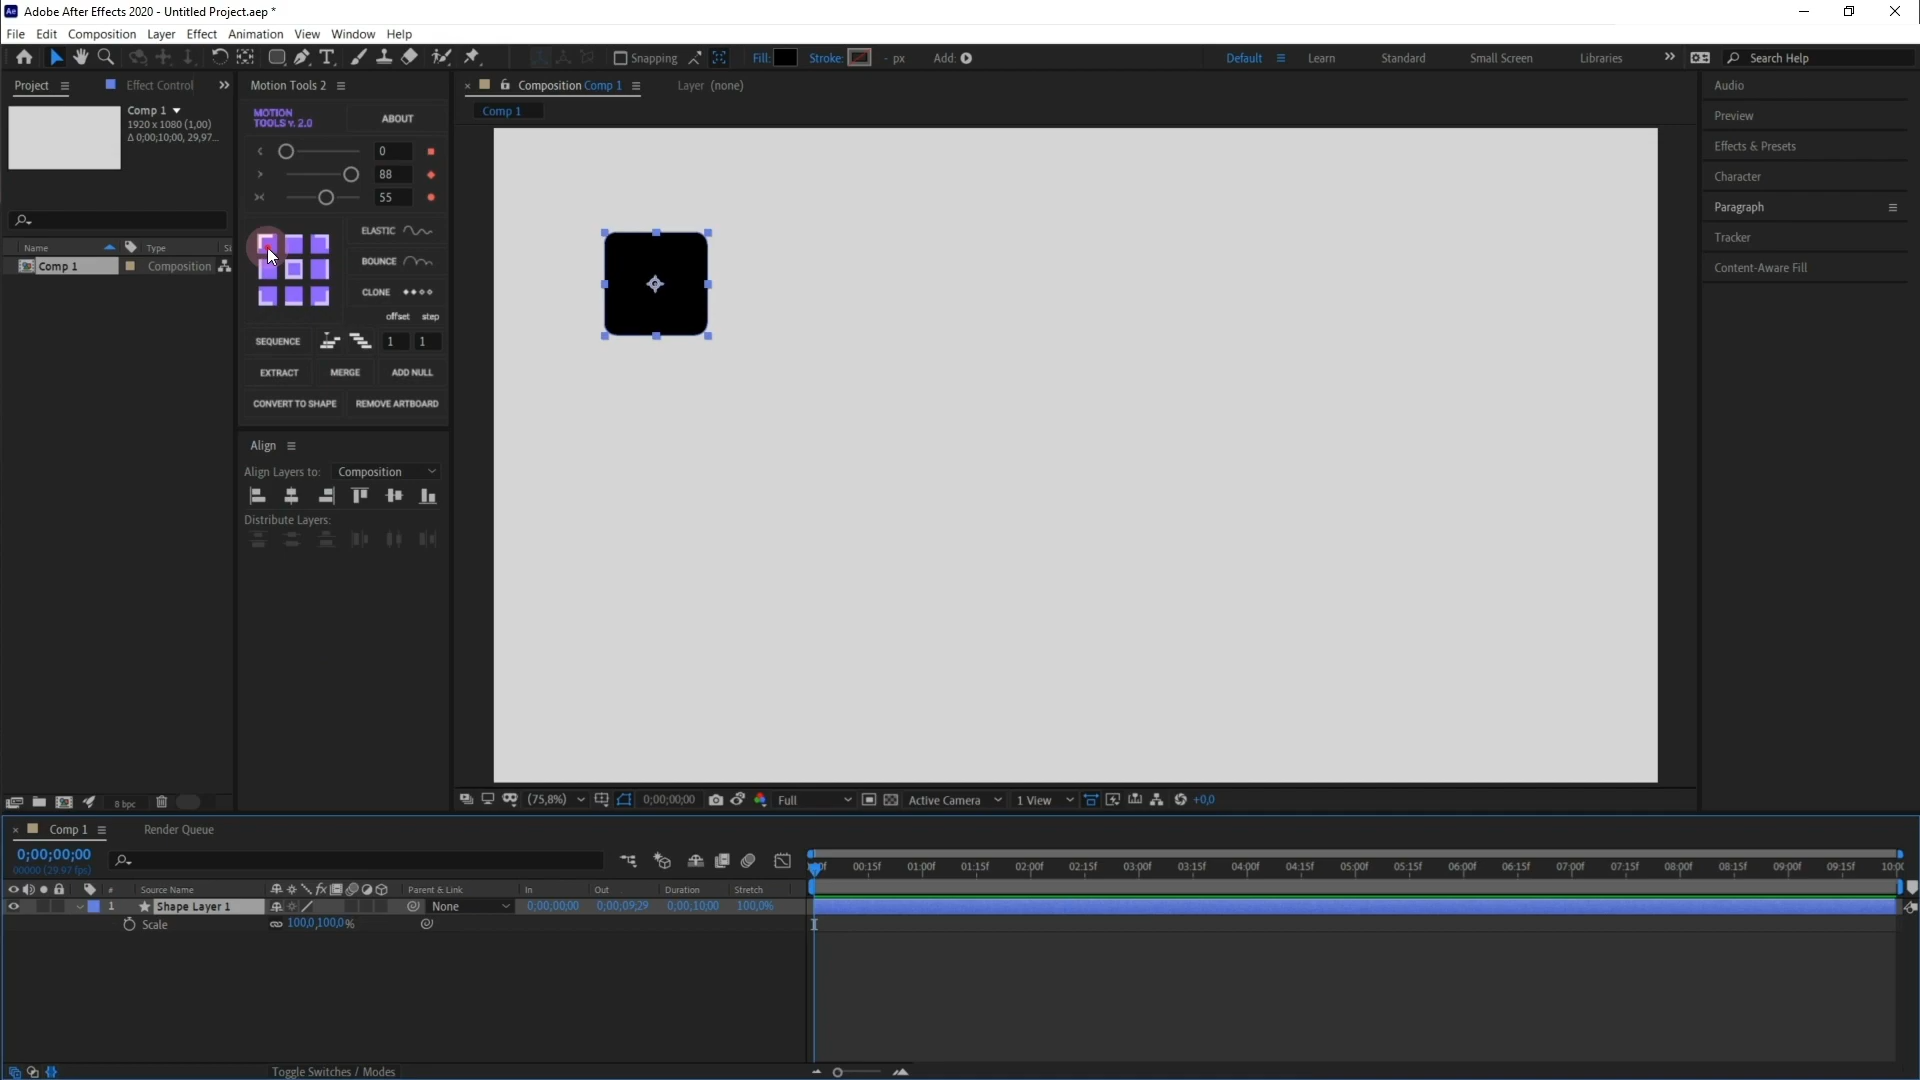 Adobe After Effects 2020 - Untitled Project.aep *
File Edit Composition Layer Effect Animation View Window Help
Snapping Fill: Stroke: - px Add: Default Learn Standard Small Screen Libraries Search Help
Project Effect Control Motion Tools 2 Composition Comp 1 Layer (none) Audio
Comp 1
1920 x 1080 (1,00)
Δ 0;00;10;00, 29,97...
MOTION
TOOLS v. 2.0
ABOUT
Comp 1
Preview
0
88
55
Effects & Presets
Character
Paragraph
Tracker
Content-Aware Fill
ELASTIC
BOUNCE
CLONE
offset step
SEQUENCE 1 1
EXTRACT MERGE ADD NULL
CONVERT TO SHAPE REMOVE ARTBOARD
Name Type Si
Comp 1 Composition
Align
Align Layers to: Composition
Distribute Layers:
8 bpc
(75,8%) 0;00;00;00 Full Active Camera 1 View +0,0
Comp 1 Render Queue
0;00;00;00
00000 (29.97 fps)
00f 00:15f 01:00f 01:15f 02:00f 02:15f 03:00f 03:15f 04:00f 04:15f 05:00f 05:15f 06:00f 06:15f 07:00f 07:15f 08:00f 08:15f 09:00f 09:15f 10:0
# Source Name fx Parent & Link In Out Duration Stretch
1 Shape Layer 1 None 0;00;00;00 0;00;09;29 0;00;10;00 100,0%
Scale 100,0,100,0%
Toggle Switches / Modes